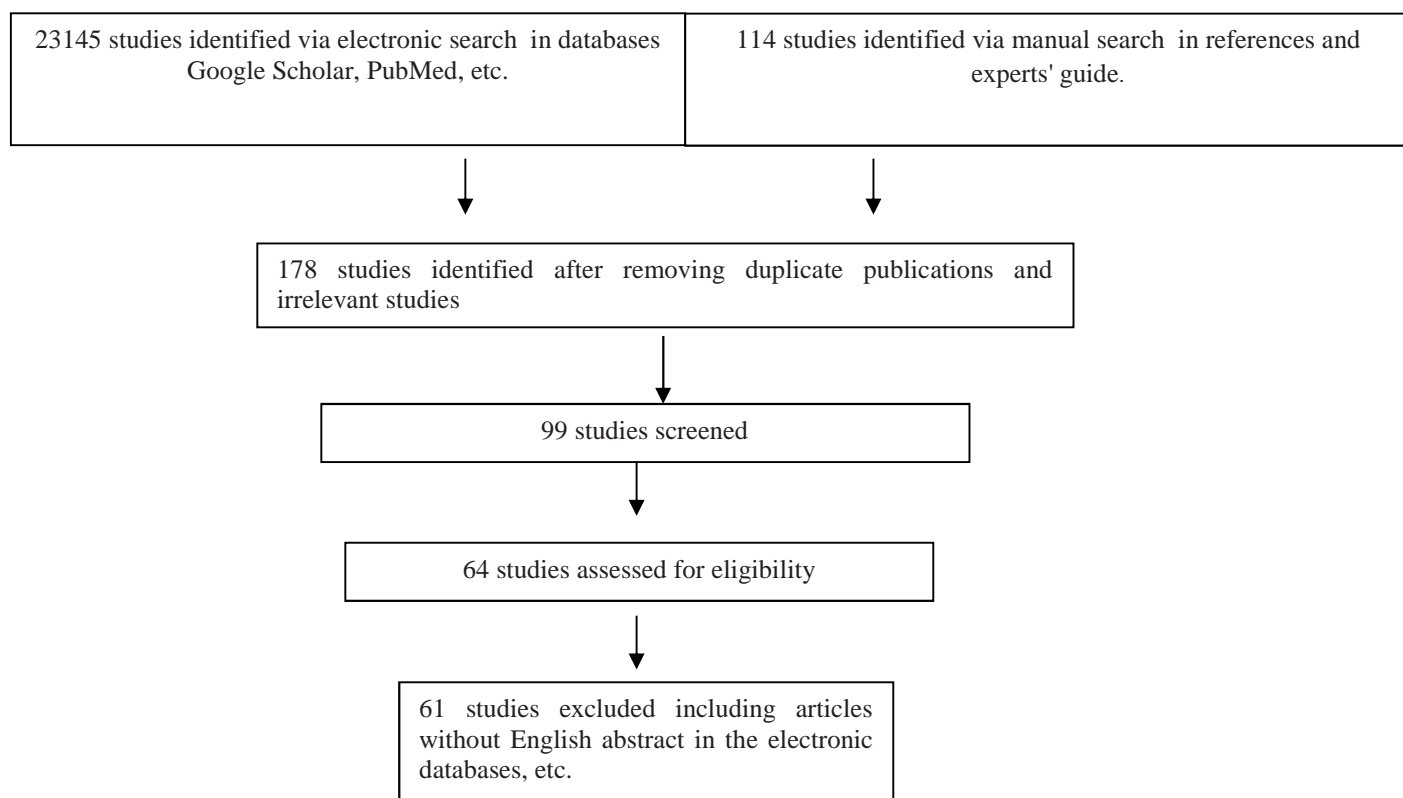 23145 studies identified via electronic search in databases
Google Scholar, PubMed, etc.
114 studies identified via manual search in references and
experts' guide.
178 studies identified after removing duplicate publications and
irrelevant studies
99 studies screened
64 studies assessed for eligibility
61 studies excluded including articles
without English abstract in the electronic
databases, etc.